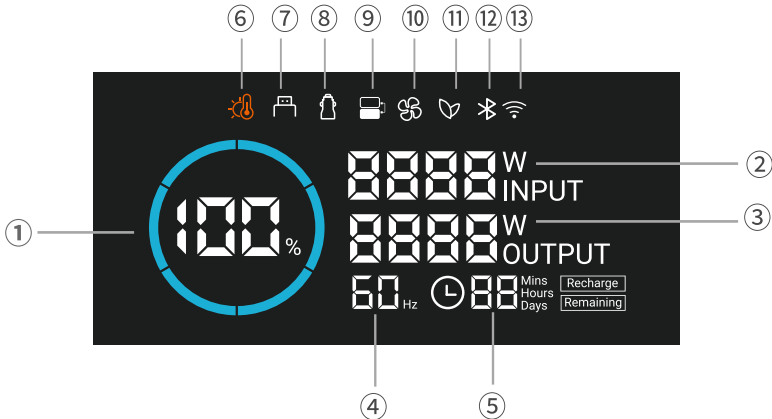 ⑥ ⑦ ⑧ ⑨ ⑩ ⑪ ⑫ ⑬
8888 W
INPUT
②
① 100 %
8888 W
OUTPUT
③
60 Hz
88 Mins
Hours
Days
Recharge
Remaining
④ ⑤